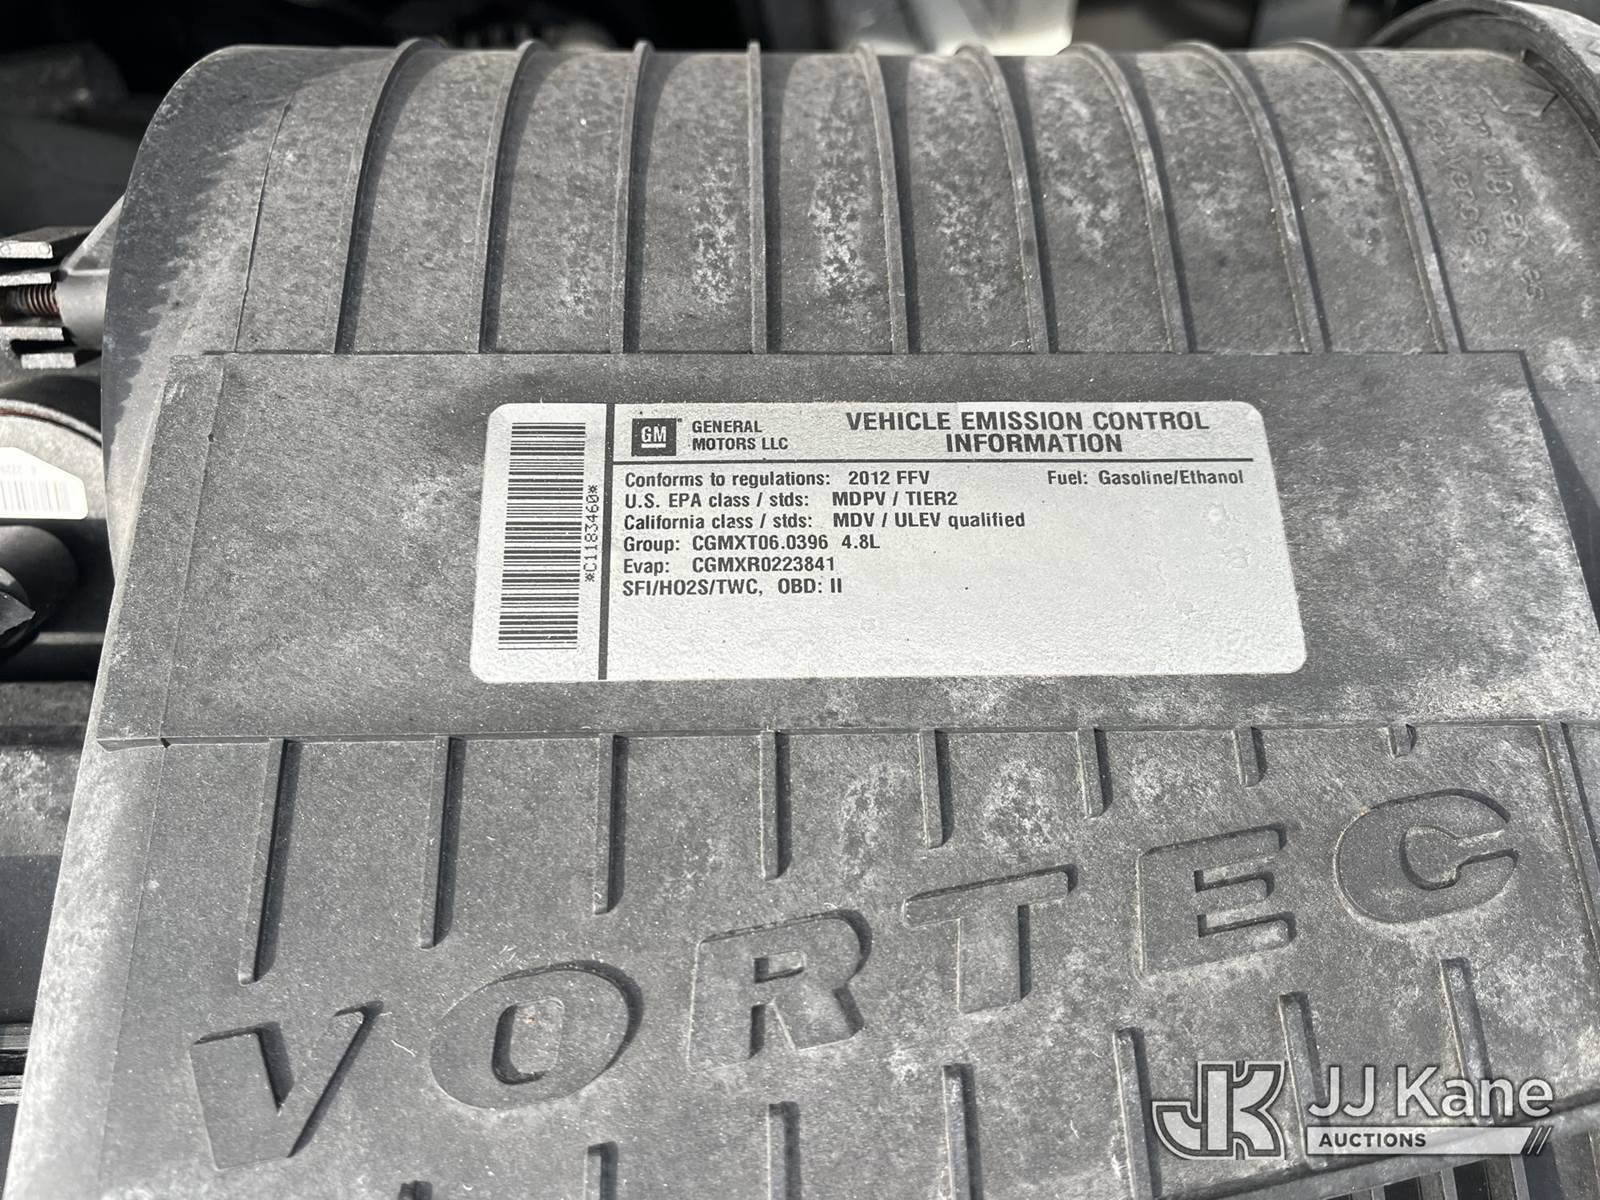 GM GENERAL MOTORS LLC
VEHICLE EMISSION CONTROL
INFORMATION
Conforms to regulations: 2012 FFV Fuel: Gasoline/Ethanol
U.S. EPA class / stds: MDPV / TIER2
California class / stds: MDV / ULEV qualified
Group: CGMXT06.0396 4.8L
Evap: CGMXR0223841
SFI/HO2S/TWC, OBD: II
*C1183460*
VORTEC
JK JJ Kane
AUCTIONS